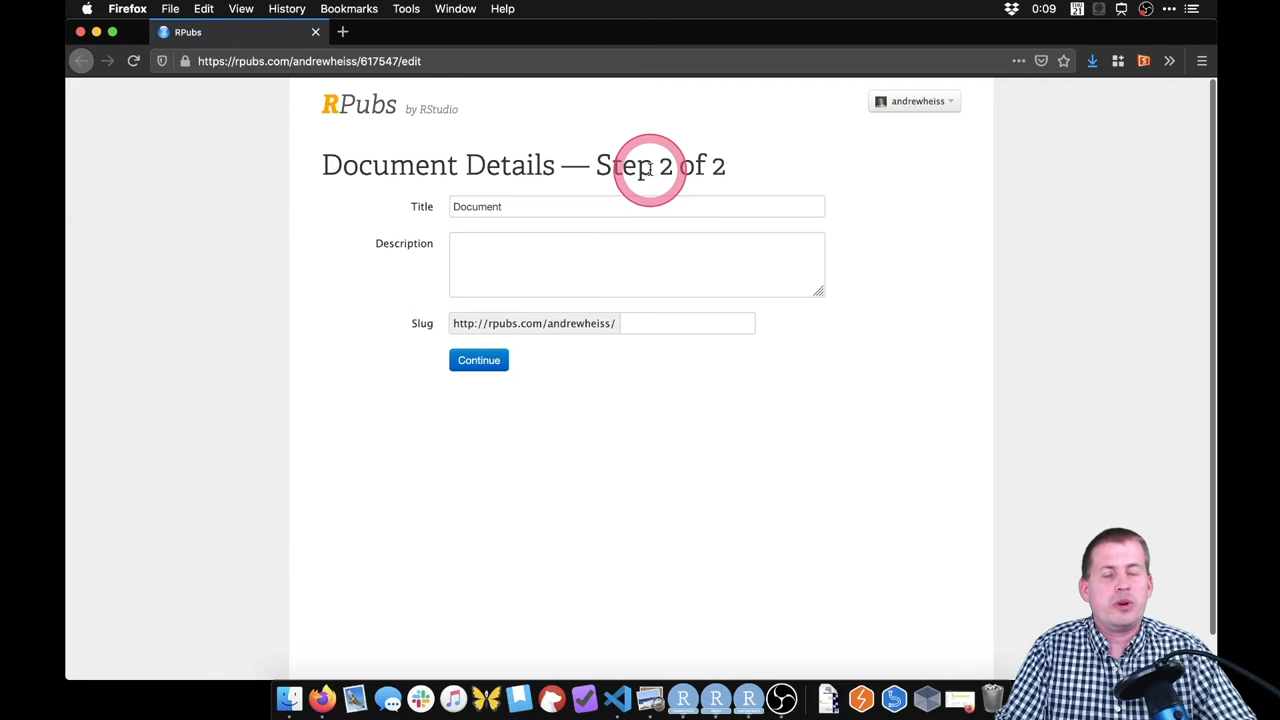 Firefox File Edit View History Bookmarks Tools Window Help 0:09
RPubs
https://rpubs.com/andrewheiss/617547/edit
RPubs by RStudio
andrewheiss
Document Details — Step 2 of 2
Title Document
Description
Slug http://rpubs.com/andrewheiss/
Continue